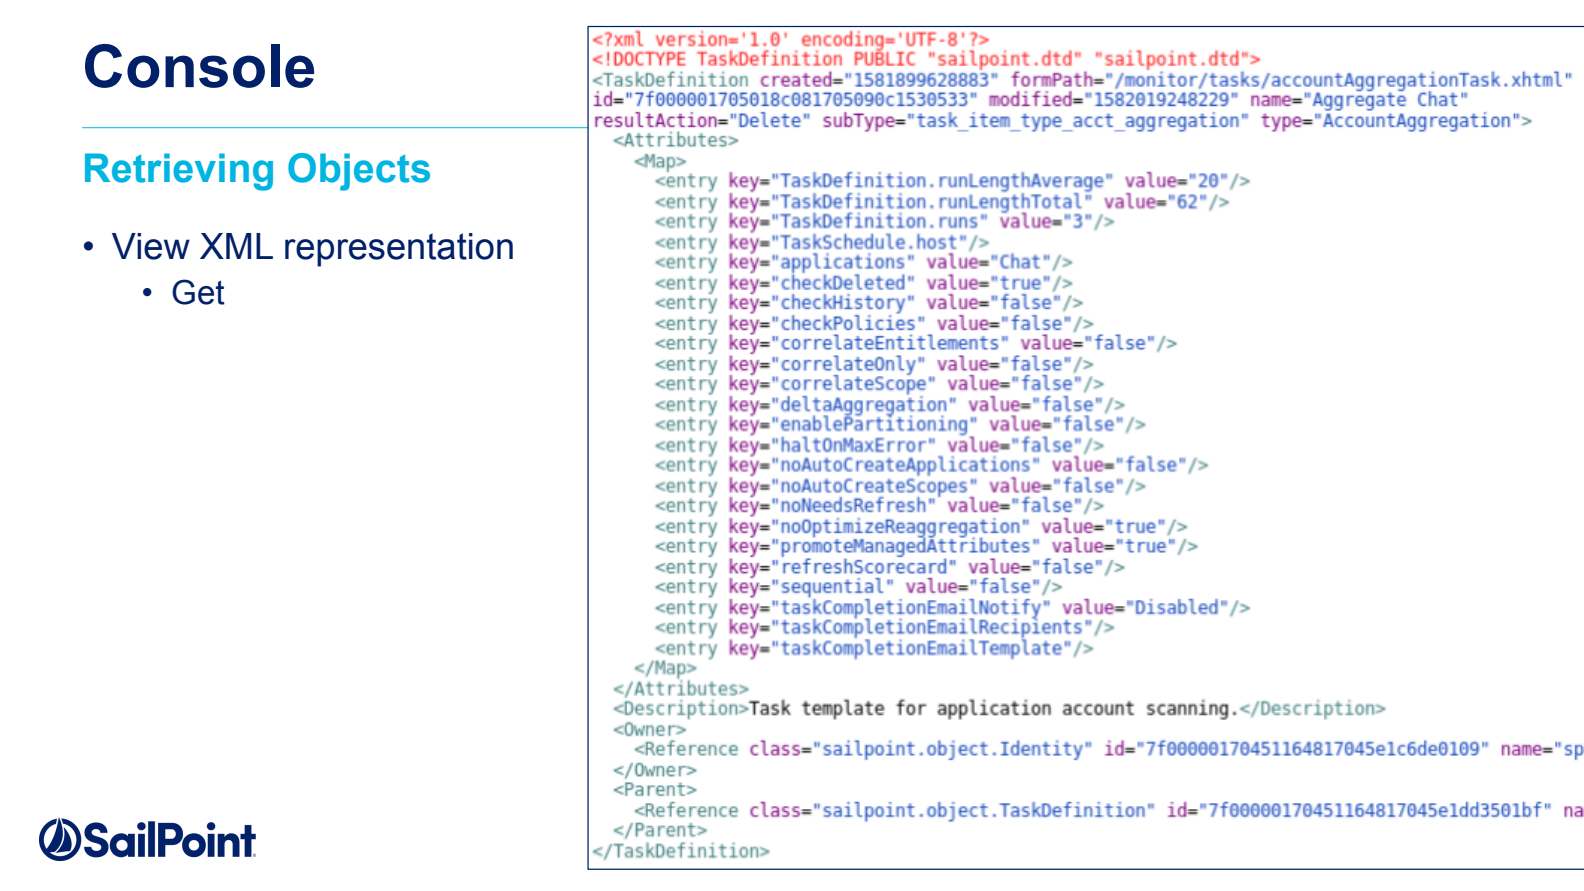 Console
Retrieving Objects
• View XML representation
• Get
SailPoint
<?xml version='1.0' encoding='UTF-8'?>
<!DOCTYPE TaskDefinition PUBLIC "sailpoint.dtd" "sailpoint.dtd">
<TaskDefinition created="1581899628883" formPath="/monitor/tasks/accountAggregationTask.xhtml"
id="7f000001705018c081705090c1530533" modified="1582019248229" name="Aggregate Chat"
resultAction="Delete" subType="task_item_type_acct_aggregation" type="AccountAggregation">
  <Attributes>
    <Map>
      <entry key="TaskDefinition.runLengthAverage" value="20"/>
      <entry key="TaskDefinition.runLengthTotal" value="62"/>
      <entry key="TaskDefinition.runs" value="3"/>
      <entry key="TaskSchedule.host"/>
      <entry key="applications" value="Chat"/>
      <entry key="checkDeleted" value="true"/>
      <entry key="checkHistory" value="false"/>
      <entry key="checkPolicies" value="false"/>
      <entry key="correlateEntitlements" value="false"/>
      <entry key="correlateOnly" value="false"/>
      <entry key="correlateScope" value="false"/>
      <entry key="deltaAggregation" value="false"/>
      <entry key="enablePartitioning" value="false"/>
      <entry key="haltOnMaxError" value="false"/>
      <entry key="noAutoCreateApplications" value="false"/>
      <entry key="noAutoCreateScopes" value="false"/>
      <entry key="noNeedsRefresh" value="false"/>
      <entry key="noOptimizeReaggregation" value="true"/>
      <entry key="promoteManagedAttributes" value="true"/>
      <entry key="refreshScorecard" value="false"/>
      <entry key="sequential" value="false"/>
      <entry key="taskCompletionEmailNotify" value="Disabled"/>
      <entry key="taskCompletionEmailRecipients"/>
      <entry key="taskCompletionEmailTemplate"/>
    </Map>
  </Attributes>
  <Description>Task template for application account scanning.</Description>
  <Owner>
    <Reference class="sailpoint.object.Identity" id="7f00000170451164817045e1c6de0109" name="sp
  </Owner>
  <Parent>
    <Reference class="sailpoint.object.TaskDefinition" id="7f00000170451164817045e1dd3501bf" na
  </Parent>
</TaskDefinition>